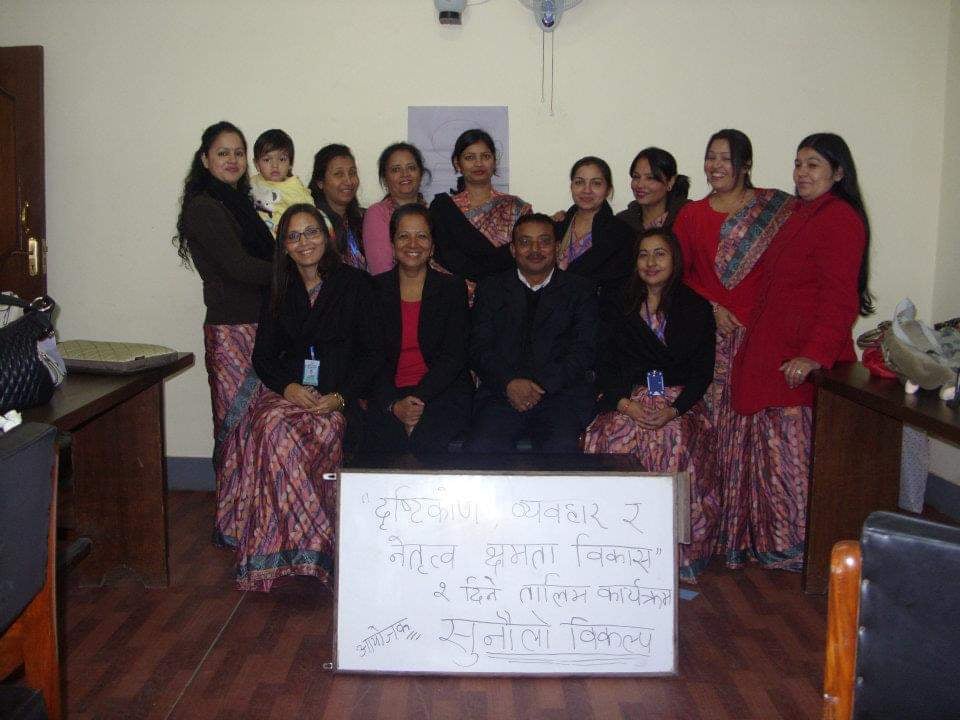 "दृष्टिकोण, व्यवहार र
नेतृत्व क्षमता विकास"
२ दिने तालिम कार्यक्रम
आयोजक
सुनौलो विकल्प